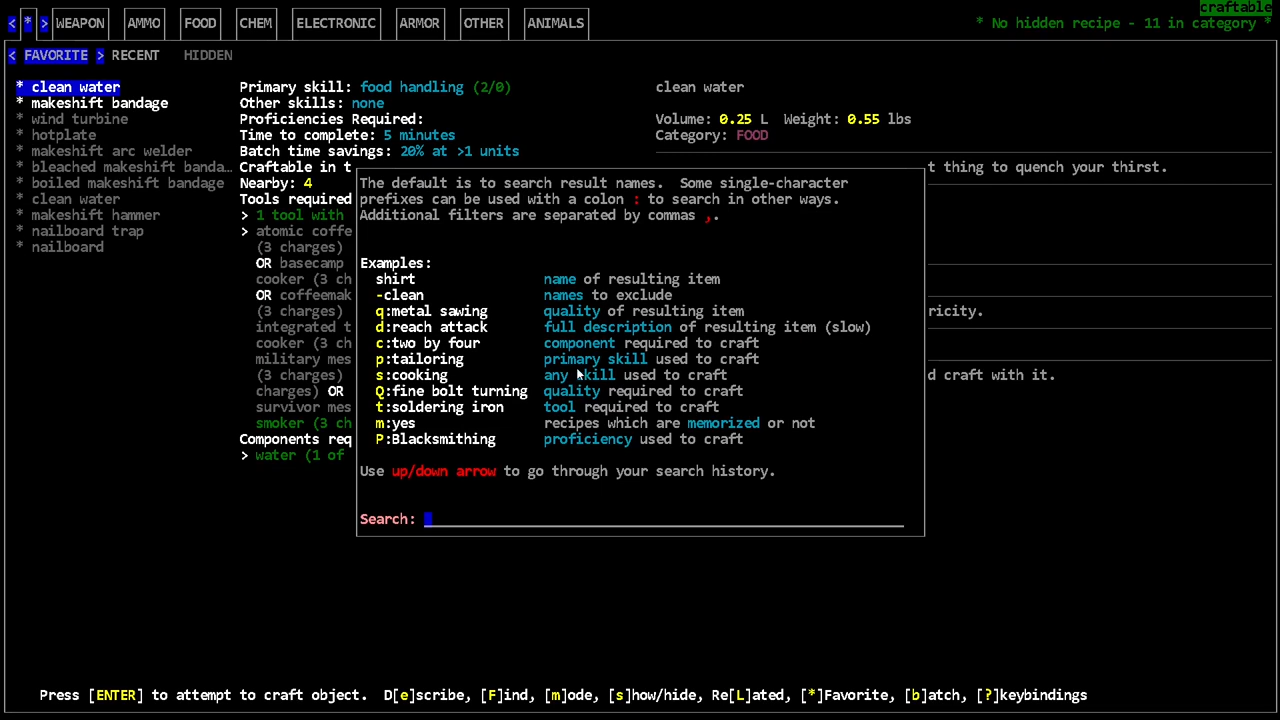 craftable
< * > WEAPON AMMO FOOD CHEM ELECTRONIC ARMOR OTHER ANIMALS
* No hidden recipe - 11 in category *
< FAVORITE > RECENT HIDDEN
* clean water
* makeshift bandage
* wind turbine
* hotplate
* makeshift arc welder
* bleached makeshift banda…
* boiled makeshift bandage
* clean water
* makeshift hammer
* nailboard trap
* nailboard
Primary skill: food handling (2/0)
Other skills: none
Proficiencies Required:
Time to complete: 5 minutes
Batch time savings: 20% at >1 units
Craftable in t
Nearby: 4
Tools required
> 1 tool with
> atomic coffe
(3 charges)
OR basecamp
cooker (3 ch
OR coffeemak
(3 charges)
integrated t
cooker (3 ch
military mes
(3 charges)
charges) OR
survivor mes
smoker (3 ch
Components req
> water (1 of
clean water
Volume: 0.25 L Weight: 0.55 lbs
Category: FOOD
t thing to quench your thirst.
ricity.
d craft with it.
The default is to search result names. Some single-character
prefixes can be used with a colon : to search in other ways.
Additional filters are separated by commas ,.
Examples:
shirt name of resulting item
-clean names to exclude
q:metal sawing quality of resulting item
d:reach attack full description of resulting item (slow)
c:two by four component required to craft
p:tailoring primary skill used to craft
s:cooking any skill used to craft
Q:fine bolt turning quality required to craft
t:soldering iron tool required to craft
m:yes recipes which are memorized or not
P:Blacksmithing proficiency used to craft
Use up/down arrow to go through your search history.
Search:
Press [ENTER] to attempt to craft object. D[e]scribe, [F]ind, [m]ode, [s]how/hide, Re[L]ated, [*]Favorite, [b]atch, [?]keybindings